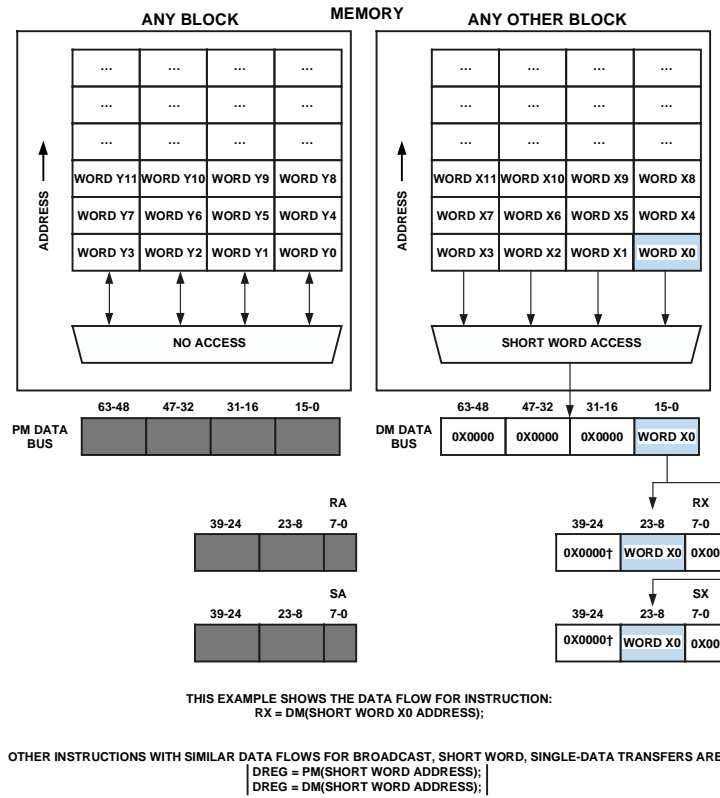 MEMORY
ANY BLOCK
ANY OTHER BLOCK
ADDRESS
... ... ... ...
... ... ... ...
... ... ... ...
WORD Y11 WORD Y10 WORD Y9 WORD Y8
WORD Y7 WORD Y6 WORD Y5 WORD Y4
WORD Y3 WORD Y2 WORD Y1 WORD Y0
NO ACCESS
ADDRESS
... ... ... ...
... ... ... ...
... ... ... ...
WORD X11 WORD X10 WORD X9 WORD X8
WORD X7 WORD X6 WORD X5 WORD X4
WORD X3 WORD X2 WORD X1 WORD X0
SHORT WORD ACCESS
63-48 47-32 31-16 15-0
PM DATA
BUS
63-48 47-32 31-16 15-0
DM DATA
BUS
0X0000 0X0000 0X0000 WORD X0
RA
39-24 23-8 7-0
RX
39-24 23-8 7-0
0X0000† WORD X0 0X00
SA
39-24 23-8 7-0
SX
39-24 23-8 7-0
0X0000† WORD X0 0X00
THIS EXAMPLE SHOWS THE DATA FLOW FOR INSTRUCTION:
RX = DM(SHORT WORD X0 ADDRESS);
OTHER INSTRUCTIONS WITH SIMILAR DATA FLOWS FOR BROADCAST, SHORT WORD, SINGLE-DATA TRANSFERS ARE
DREG = PM(SHORT WORD ADDRESS);
DREG = DM(SHORT WORD ADDRESS);